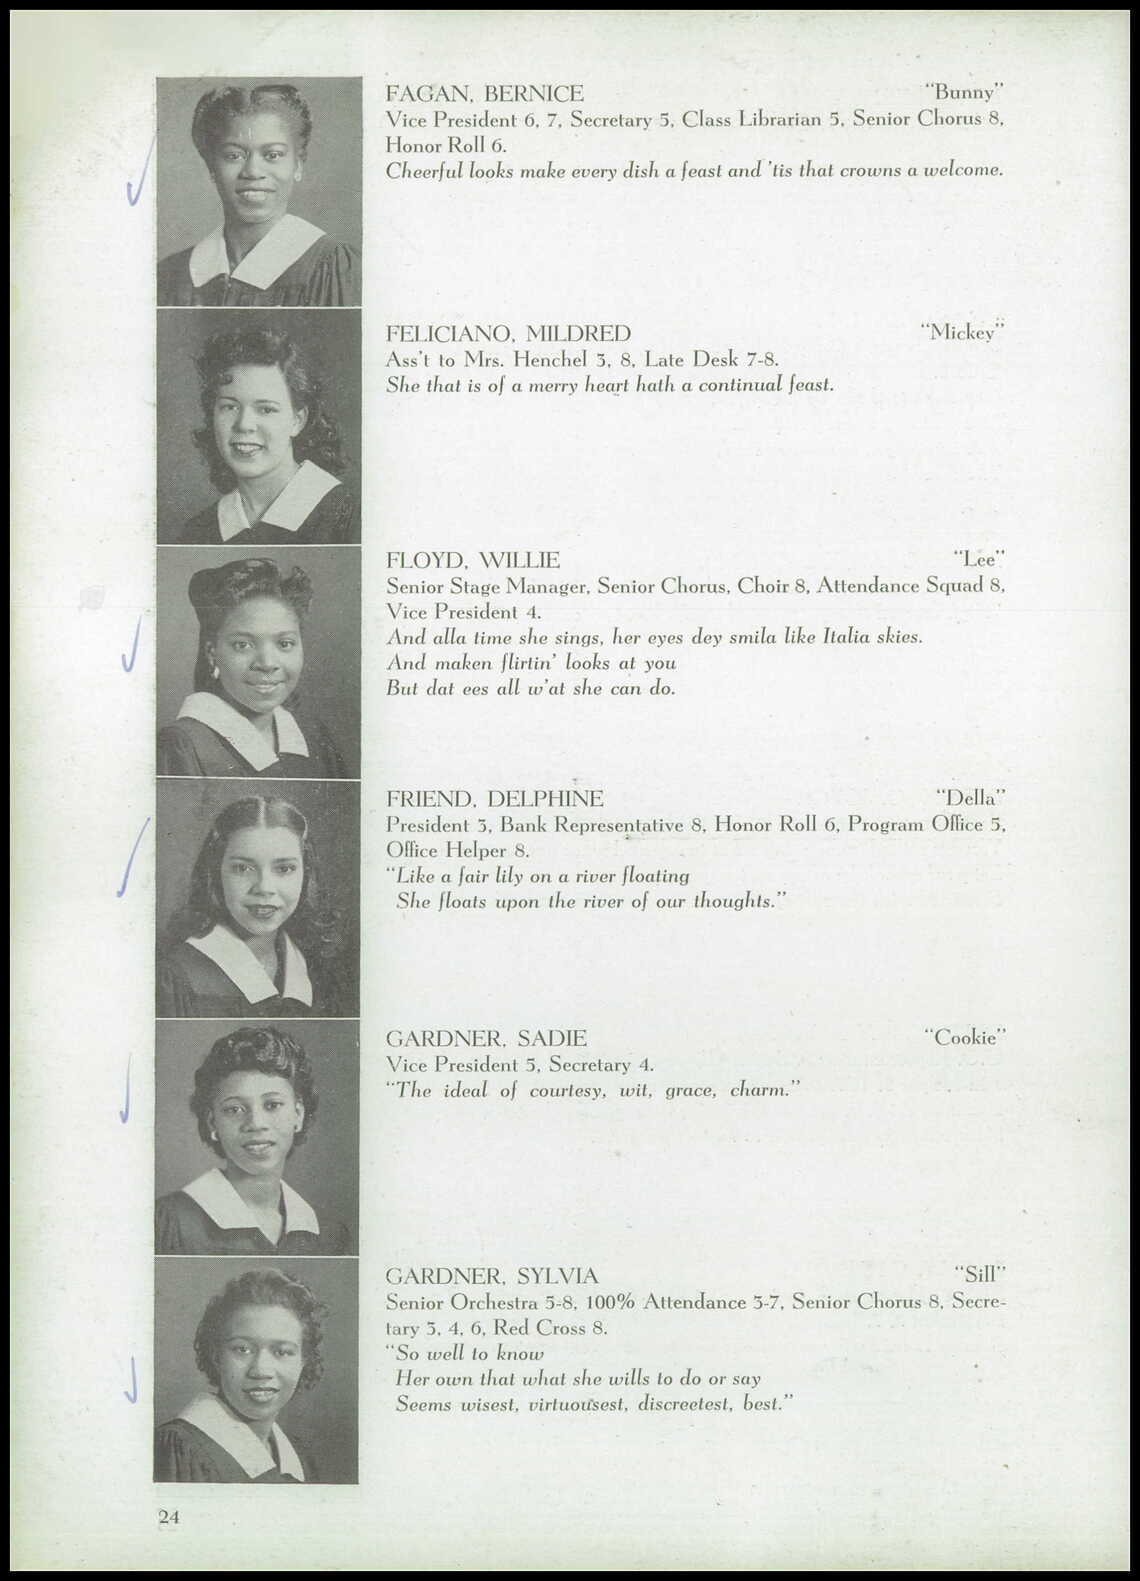 FAGAN, BERNICE "Bunny"
Vice President 6, 7, Secretary 5, Class Librarian 5, Senior Chorus 8,
Honor Roll 6.
Cheerful looks make every dish a feast and 'tis that crowns a welcome.
FELICIANO, MILDRED "Mickey"
Ass't to Mrs. Henchel 3, 8, Late Desk 7-8.
She that is of a merry heart hath a continual feast.
FLOYD, WILLIE "Lee"
Senior Stage Manager, Senior Chorus, Choir 8, Attendance Squad 8,
Vice President 4.
And alla time she sings, her eyes dey smila like Italia skies.
And maken flirtin' looks at you
But dat ees all w'at she can do.
FRIEND, DELPHINE "Della"
President 3, Bank Representative 8, Honor Roll 6, Program Office 5,
Office Helper 8.
"Like a fair lily on a river floating
She floats upon the river of our thoughts."
GARDNER, SADIE "Cookie"
Vice President 5, Secretary 4.
"The ideal of courtesy, wit, grace, charm."
GARDNER, SYLVIA "Sill"
Senior Orchestra 5-8, 100% Attendance 3-7, Senior Chorus 8, Secre-
tary 3, 4, 6, Red Cross 8.
"So well to know
Her own that what she wills to do or say
Seems wisest, virtuousest, discreetest, best."
24